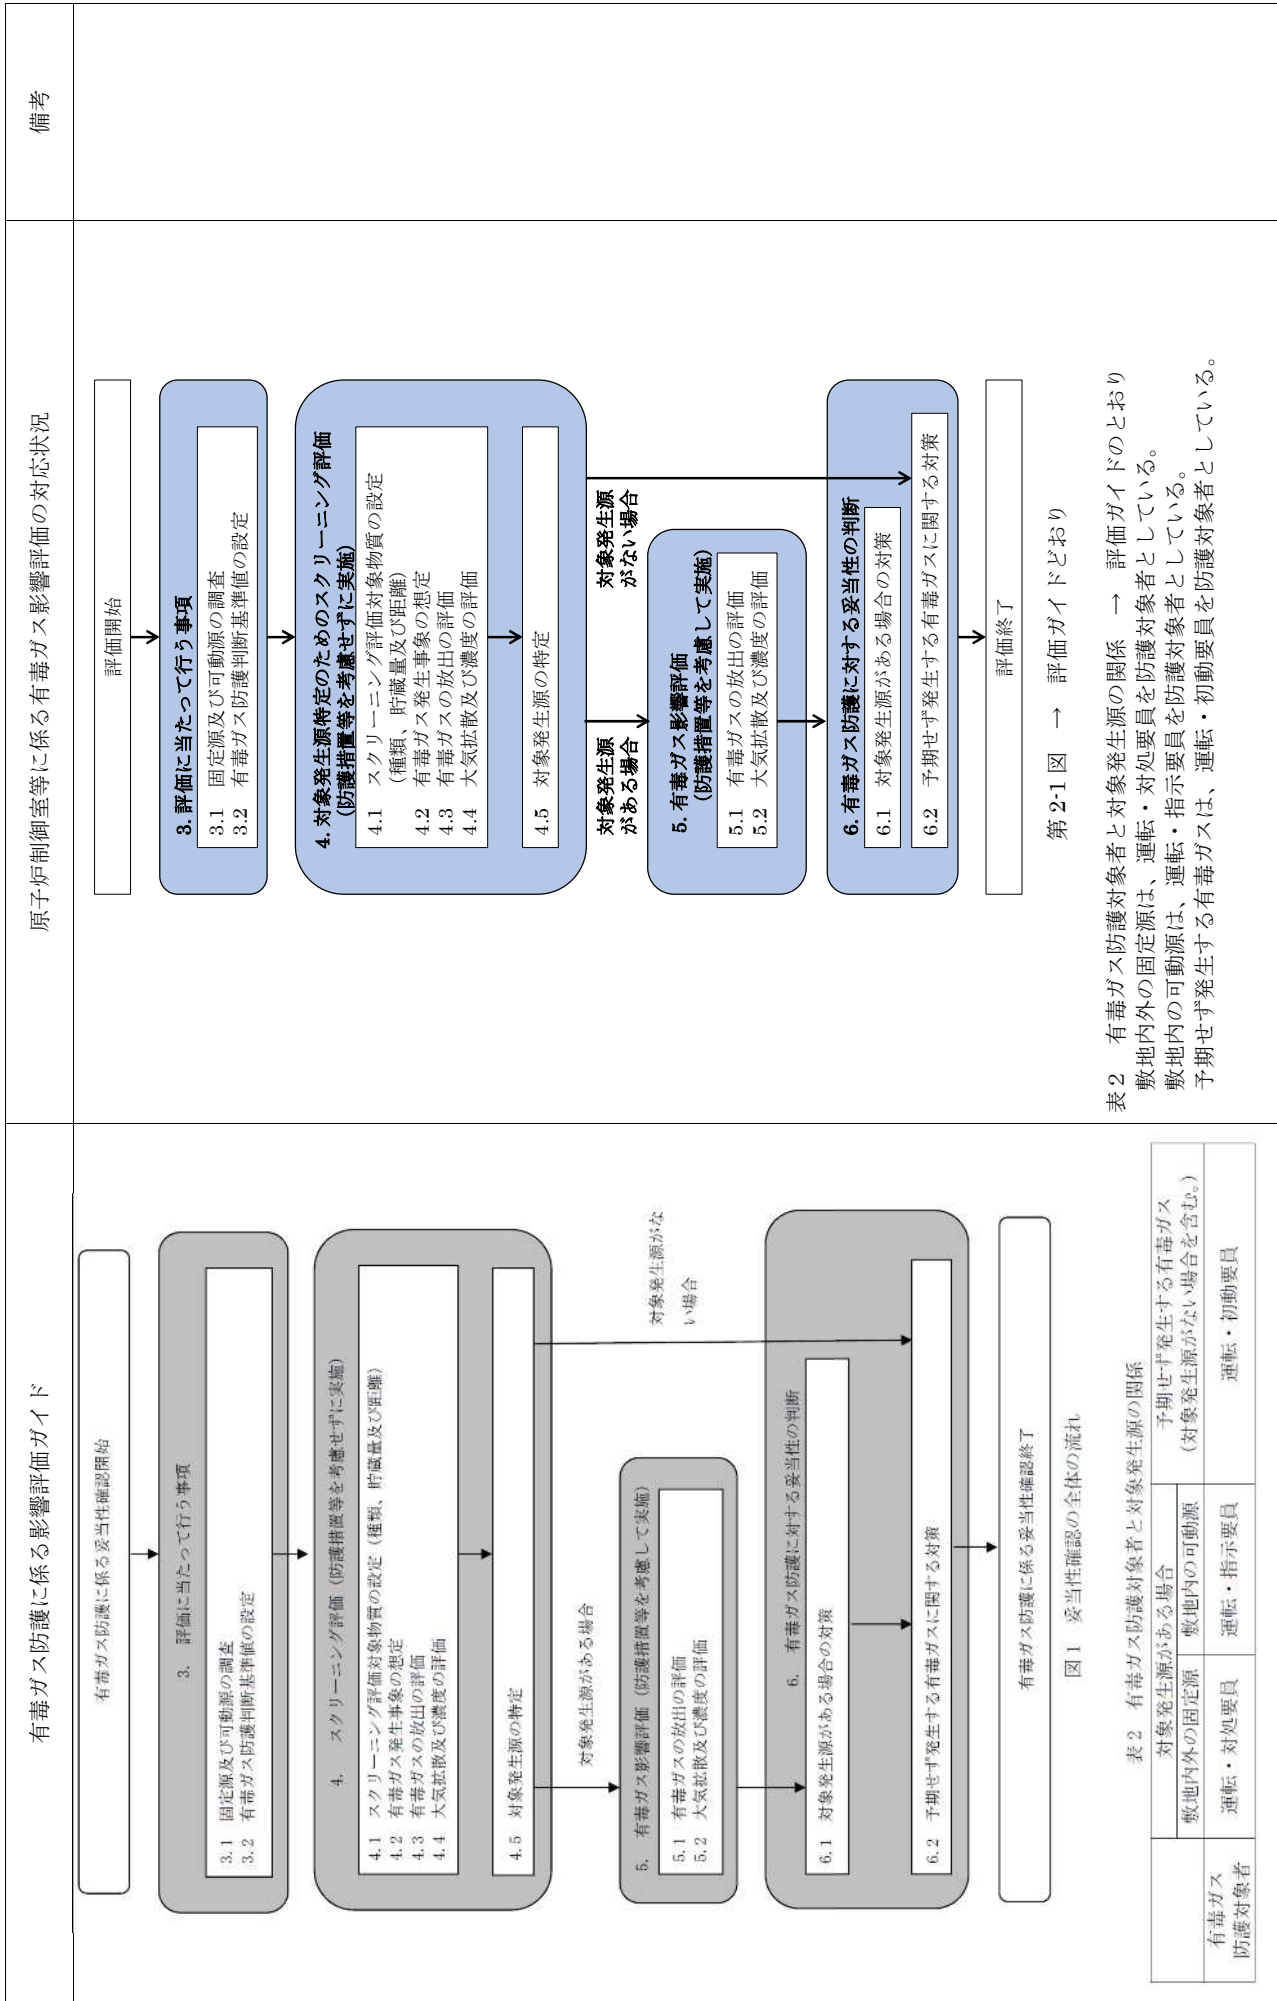 有毒ガス防護に係る影響評価ガイド
有毒ガス防護に係る妥当性確認開始
3. 評価に当たって行う事項
3.1 固定源及び可動源の調査
3.2 有毒ガス防護判断基準値の設定
4. スクリーニング評価(防護措置等を考慮せずに実施)
4.1 スクリーニング評価対象物質の設定(種類、貯蔵量及び距離)
4.2 有毒ガス発生事象の想定
4.3 有毒ガスの放出の評価
4.4 大気拡散及び濃度の評価
4.5 対象発生源の特定
対象発生源がある場合
対象発生源がな
い場合
5. 有毒ガス影響評価(防護措置等を考慮して実施)
5.1 有毒ガスの放出の評価
5.2 大気拡散及び濃度の評価
6. 有毒ガス防護に対する妥当性の判断
6.1 対象発生源がある場合の対策
6.2 予期せず発生する有毒ガスに関する対策
有毒ガス防護に係る妥当性確認終了
図1 妥当性確認の全体の流れ
表2 有毒ガス防護対象者と対象発生源の関係
対象発生源がある場合
予期せず発生する有毒ガス
(対象発生源がない場合を含む。)
敷地内外の固定源
敷地内の可動源
有毒ガス
防護対象者
運転・対処要員
運転・指示要員
運転・初動要員
原子炉制御室等に係る有毒ガス影響評価の対応状況
評価開始
3. 評価に当たって行う事項
3.1 固定源及び可動源の調査
3.2 有毒ガス防護判断基準値の設定
4. 対象発生源特定のためのスクリーニング評価
(防護措置等を考慮せずに実施)
4.1 スクリーニング評価対象物質の設定
(種類、貯蔵量及び距離)
4.2 有毒ガス発生事象の想定
4.3 有毒ガスの放出の評価
4.4 大気拡散及び濃度の評価
4.5 対象発生源の特定
対象発生源
がある場合
対象発生源
がない場合
5. 有毒ガス影響評価
(防護措置等を考慮して実施)
5.1 有毒ガスの放出の評価
5.2 大気拡散及び濃度の評価
6. 有毒ガス防護に対する妥当性の判断
6.1 対象発生源がある場合の対策
6.2 予期せず発生する有毒ガスに関する対策
評価終了
第2-1図 → 評価ガイドどおり
表2 有毒ガス防護対象者と対象発生源の関係 → 評価ガイドのとおり
敷地内外の固定源は、運転・対処要員を防護対象者としている。
敷地内の可動源は、運転・指示要員を防護対象者としている。
予期せず発生する有毒ガスは、運転・初動要員を防護対象者としている。
備考